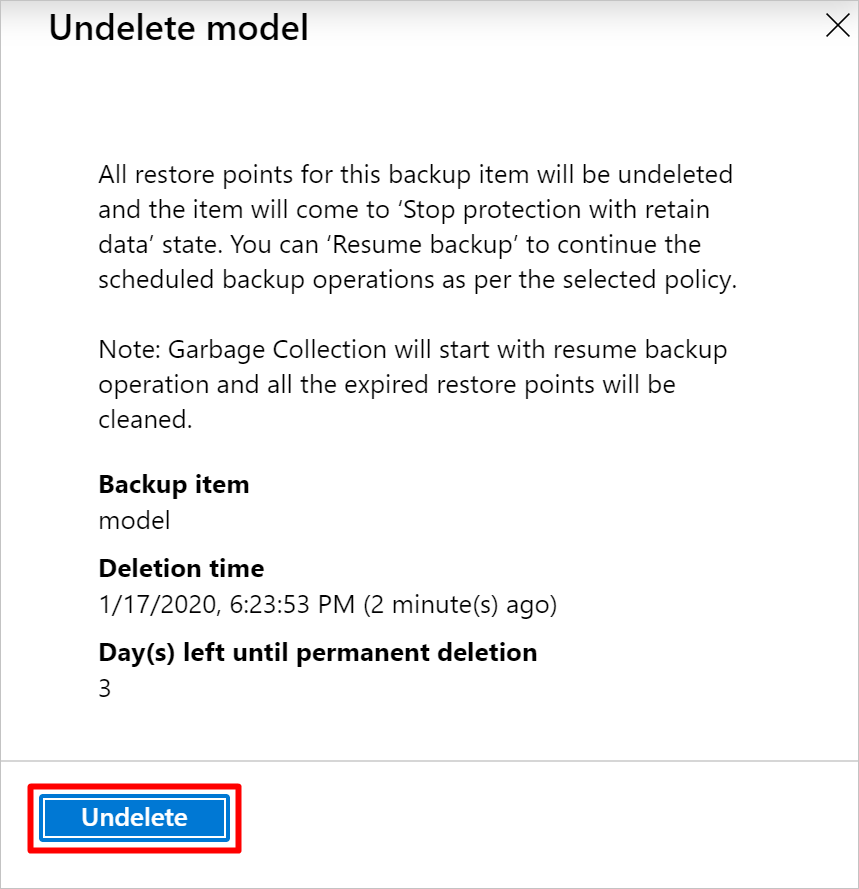 Undelete model
All restore points for this backup item will be undeleted
and the item will come to ‘Stop protection with retain
data’ state. You can ‘Resume backup’ to continue the
scheduled backup operations as per the selected policy.
Note: Garbage Collection will start with resume backup
operation and all the expired restore points will be
cleaned.
Backup item
model
Deletion time
1/17/2020, 6:23:53 PM (2 minute(s) ago)
Day(s) left until permanent deletion
3
Undelete